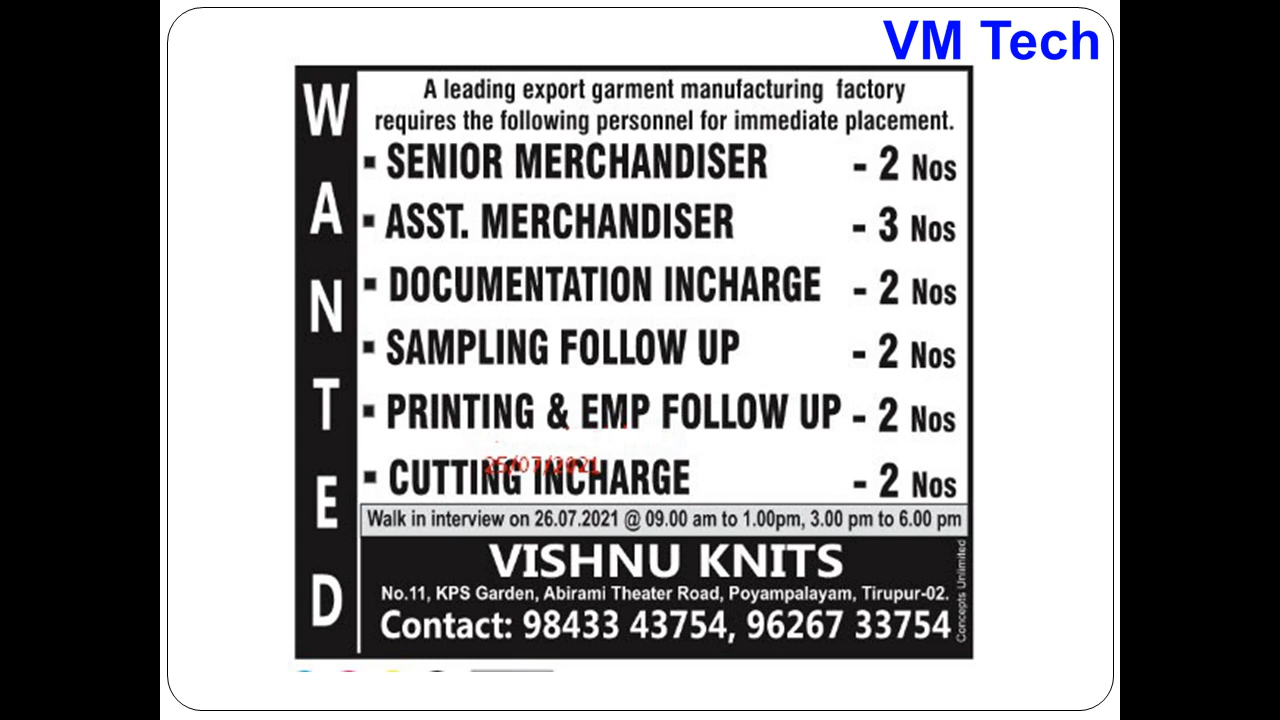 VM Tech
WANTED
A leading export garment manufacturing factory
requires the following personnel for immediate placement.
▪ SENIOR MERCHANDISER - 2 Nos
▪ ASST. MERCHANDISER - 3 Nos
▪ DOCUMENTATION INCHARGE - 2 Nos
▪ SAMPLING FOLLOW UP - 2 Nos
▪ PRINTING & EMP FOLLOW UP - 2 Nos
25/07/2021
▪ CUTTING INCHARGE - 2 Nos
Walk in interview on 26.07.2021 @ 09.00 am to 1.00pm, 3.00 pm to 6.00 pm
VISHNU KNITS
No.11, KPS Garden, Abirami Theater Road, Poyampalayam, Tirupur-02.
Contact: 98433 43754, 96267 33754
Concepts Unlimited